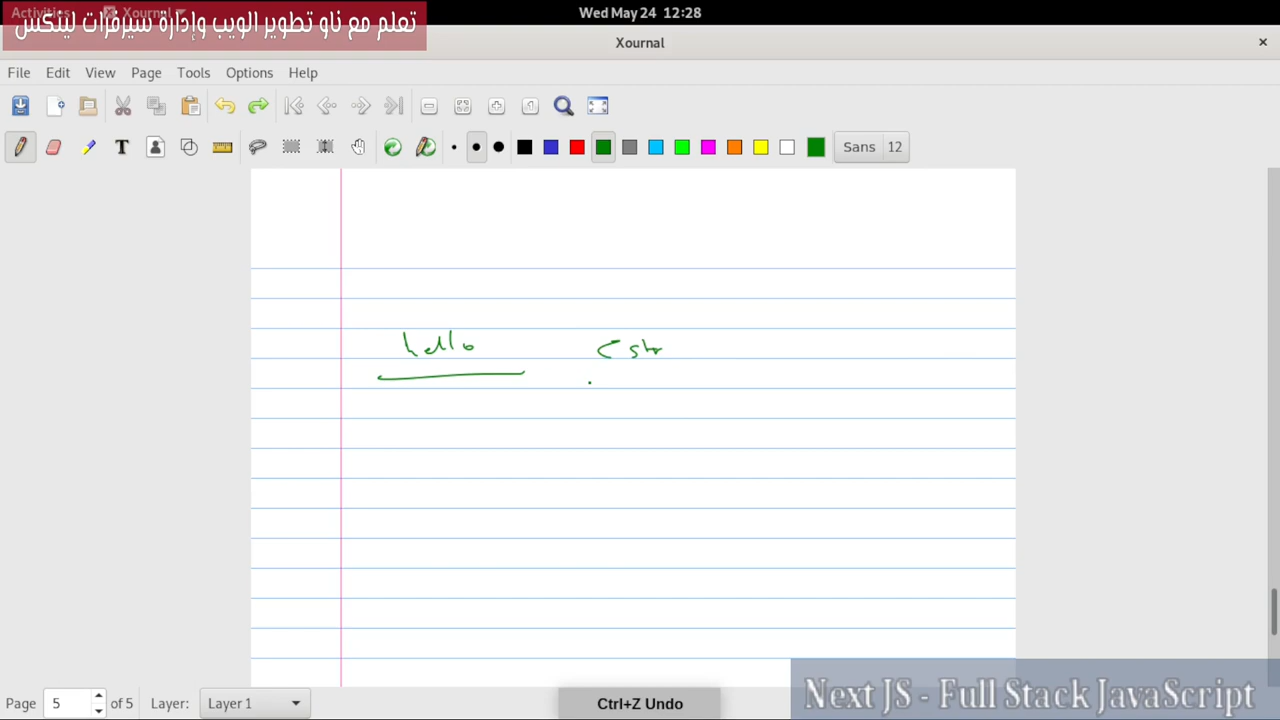 Activities Xournal Wed May 24 12:28
تعلم مع ناو تطوير الويب وإدارة سيرفرات لينكس
Xournal
File Edit View Page Tools Options Help
Sans 12
hello
Page 5 of 5 Layer: Layer 1
Ctrl+Z Undo
Next JS - Full Stack JavaScript